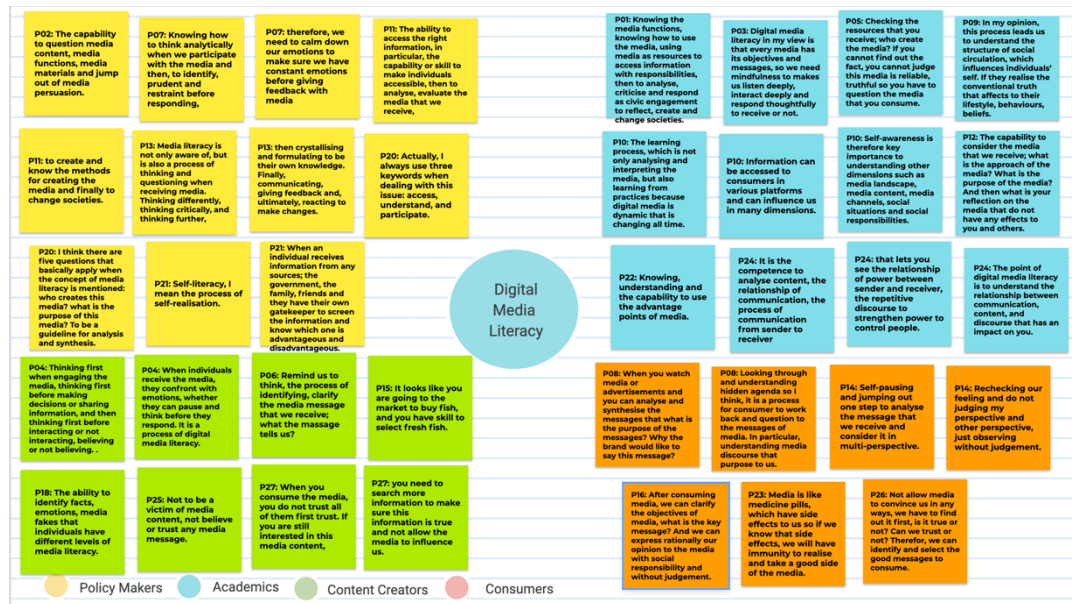 P02: The capability
to question media
content, media
functions, media
materials and jump
out of media
persuasion.
P07: Knowing how
to think analytically
when we participate
with the media and
then, to identify,
prudent and
restraint before
responding,
P07: therefore, we
need to calm down
our emotions to
make sure we have
constant emotions
before giving
feedback with
media
P11: The ability to
access the right
information, in
particular, the
capability or skill to
make individuals
accessible, then to
analyse, evaluate the
media that we
receive,
P11: to create and
know the methods
for creating the
media and finally to
change societies.
P13: Media literacy is
not only aware of, but
is also a process of
thinking and
questioning when
receiving media.
Thinking differently,
thinking critically, and
thinking further,
P13: then crystallising
and formulating to be
their own knowledge.
Finally,
communicating,
giving feedback and,
ultimately, reacting to
make changes.
P20: Actually, I
always use three
keywords when
dealing with this
issue: access,
understand, and
participate.
P20: I think there are
five questions that
basically apply when
the concept of media
literacy is mentioned:
who creates this
media? what is the
purpose of this
media? To be a
guideline for analysis
and synthesis.
P21: Self-literacy, I
mean the process of
self-realisation.
P21: When an
individual receives
information from any
sources; the
government, the
family, friends and
they have their own
gatekeeper to screen
the information and
know which one is
advantageous and
disadvantageous.
P04: Thinking first
when engaging the
media, thinking first
before making
decisions or sharing
information, and then
thinking first before
interacting or not
interacting, believing
or not believing. .
P04: When individuals
receive the media,
they confront with
emotions, whether
they can pause and
think before they
respond. It is a
process of digital
media literacy.
P06: Remind us to
think, the process of
identifying, clarify
the media message
that we receive;
what the massage
tells us?
P15: It looks like you
are going to the
market to buy fish,
and you have skill to
select fresh fish.
P18: The ability to
identify facts,
emotions, media
fakes that
individuals have
different levels of
media literacy.
P25: Not to be a
victim of media
content, not believe
or trust any media
message.
P27: When you
consume the media,
you do not trust all
of them first trust. If
you are still
interested in this
media content,
P27: you need to
search more
information to make
sure this
information is true
and not allow the
media to influence
us.
Digital
Media
Literacy
P01: Knowing the
media functions,
knowing how to use the
media, using
media as resources to
access information
with responsibilities,
then to analyse,
criticise and respond
as civic engagement
to reflect, create and
change societies.
P03: Digital media
literacy in my view is
that every media has
its objectives and
messages, so we need
mindfulness to makes
us listen deeply,
interact deeply and
respond thoughtfully
to receive or not.
P05: Checking the
resources that you
receive; who create
the media? If you
cannot find out the
fact, you cannot judge
this media is reliable,
truthful so you have to
question the media
that you consume.
P09: In my opinion,
this process leads us
to understand the
structure of social
circulation, which
influences individuals'
self. If they realise the
conventional truth
that affects to their
lifestyle, behaviours,
beliefs.
P10: The learning
process, which is not
only analysing and
interpreting the
media, but also
learning from
practices because
digital media is
dynamic that is
changing all time.
P10: Information can
be accessed to
consumers in
various platforms
and can influence us
in many dimensions.
P10: Self-awareness is
therefore key
importance to
understanding other
dimensions such as
media landscape,
media content, media
channels, social
situations and social
responsibilities.
P12: The capability to
consider the media
that we receive; what
is the approach of the
media? What is the
purpose of the media?
And then what is your
reflection on the
media that do not
have any effects to
you and others.
P22: Knowing,
understanding and
the capability to use
the advantage
points of media.
P24: It is the
competence to
analyse content, the
relationship of
communication, the
process of
communication
from sender to
receiver
P24: that lets you
see the relationship
of power between
sender and receiver,
the repetitive
discourse to
strengthen power to
control people.
P24: The point of
digital media literacy
is to understand the
relationship between
communication,
content, and
discourse that has an
impact on you.
P08: When you watch
media or
advertisements and
you can analyse and
synthesise the
messages that what is
the purpose of the
messages? Why the
brand would like to
say this message?
P08: Looking through
and understanding
hidden agenda so I
think, it is a process
for consumer to work
back and question to
the messages of
media. In particular,
understanding media
discourse that
purpose to us.
P14: Self-pausing
and jumping out
one step to analyse
the message that
we receive and
consider it in
multi-perspective.
P14: Rechecking our
feeling and do not
judging my
perspective and
other perspective,
just observing
without judgement.
P16: After consuming
media, we can clarify
the objectives of
media, what is the key
message? And we can
express rationally our
opinion to the media
with social
responsibility and
without judgement.
P23: Media is like
medicine pills,
which have side
effects to us so if we
know that side
effects, we will have
immunity to realise
and take a good side
of the media.
P26: Not allow media
to convince us in any
ways, we have to
find out it first, is it
true or not? Can we
trust or not?
Therefor, we can
identify and select the
good messages to
consume.
Policy Makers
Academics
Content Creators
Consumers